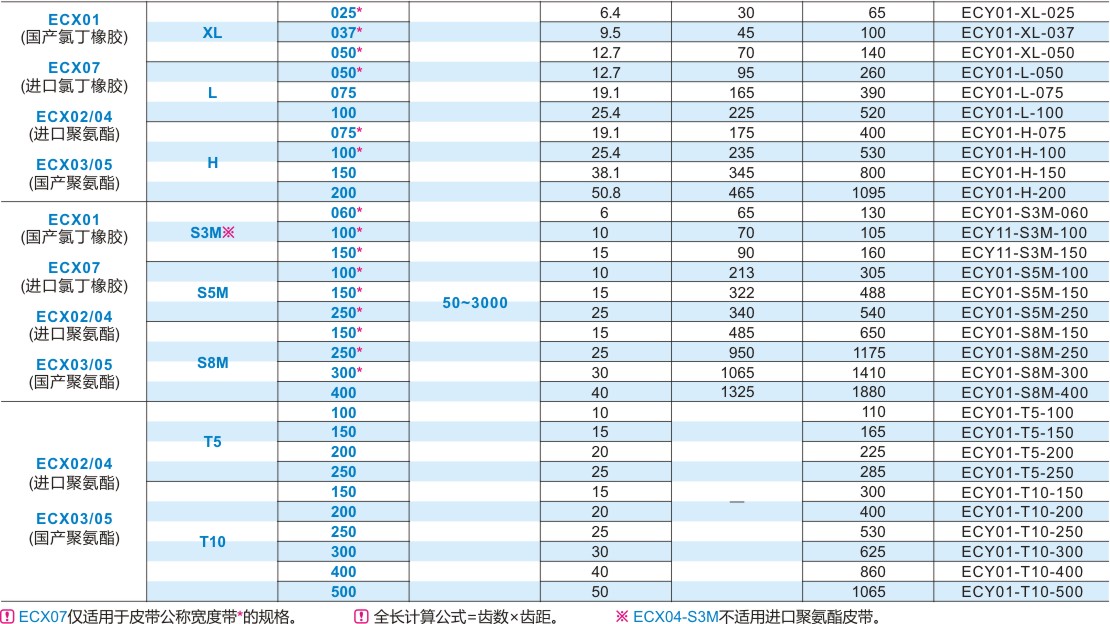 ECX01
(国产氯丁橡胶)
ECX07
(进口氯丁橡胶)
ECX02/04
(进口聚氨酯)
ECX03/05
(国产聚氨酯)
XL
025* 6.4 30 65 ECY01-XL-025
037* 9.5 45 100 ECY01-XL-037
050* 12.7 70 140 ECY01-XL-050
L
050* 12.7 95 260 ECY01-L-050
075 19.1 165 390 ECY01-L-075
100 25.4 225 520 ECY01-L-100
H
075* 19.1 175 400 ECY01-H-075
100* 25.4 235 530 ECY01-H-100
150 38.1 345 800 ECY01-H-150
200 50.8 465 1095 ECY01-H-200
ECX01
(国产氯丁橡胶)
ECX07
(进口氯丁橡胶)
ECX02/04
(进口聚氨酯)
ECX03/05
(国产聚氨酯)
S3M※
060* 6 65 130 ECY01-S3M-060
100* 10 70 105 ECY11-S3M-100
150* 15 90 160 ECY11-S3M-150
S5M
100* 10 213 305 ECY01-S5M-100
150* 15 322 488 ECY01-S5M-150
250* 25 340 540 ECY01-S5M-250
50~3000
S8M
150* 15 485 650 ECY01-S8M-150
250* 25 950 1175 ECY01-S8M-250
300* 30 1065 1410 ECY01-S8M-300
400 40 1325 1880 ECY01-S8M-400
ECX02/04
(进口聚氨酯)
ECX03/05
(国产聚氨酯)
T5
100 10 110 ECY01-T5-100
150 15 165 ECY01-T5-150
200 20 225 ECY01-T5-200
250 25 285 ECY01-T5-250
—
T10
150 15 300 ECY01-T10-150
200 20 400 ECY01-T10-200
250 25 530 ECY01-T10-250
300 30 625 ECY01-T10-300
400 40 860 ECY01-T10-400
500 50 1065 ECY01-T10-500
! ECX07仅适用于皮带公称宽度带*的规格。 ! 全长计算公式=齿数×齿距。 ※ ECX04-S3M不适用进口聚氨酯皮带。